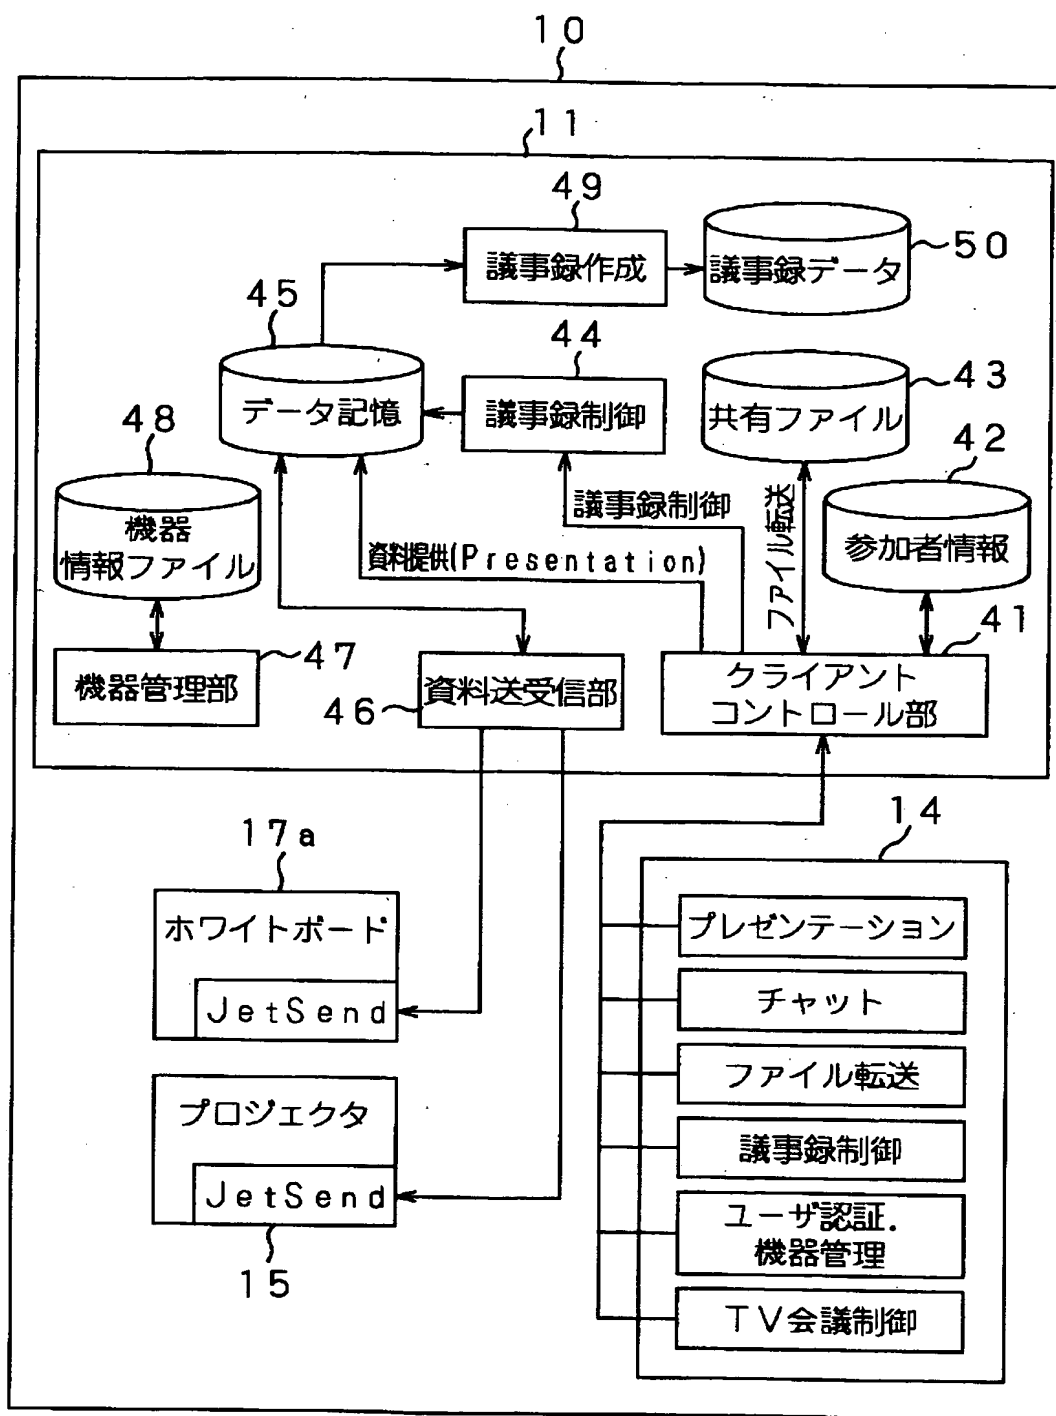 10
11
49
議事録作成
議事録データ
50
45
データ記憶
44
議事録制御
43
共有ファイル
48
機器
情報ファイル
42
参加者情報
議事録制御
資料提供(Presentation)
ファイル転送
47
機器管理部
46
資料送受信部
41
クライアント
コントロール部
17a
ホワイトボード
JetSend
プロジェクタ
JetSend
15
14
プレゼンテーション
チャット
ファイル転送
議事録制御
ユーザ認証.
機器管理
TV会議制御